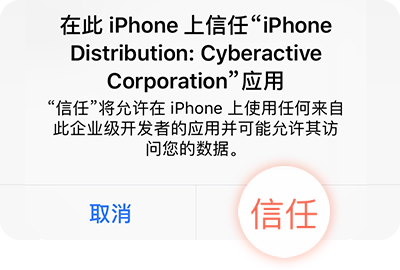 在此 iPhone 上信任“iPhone
Distribution: Cyberactive
Corporation”应用
“信任”将允许在 iPhone 上使用任何来自
此企业级开发者的应用并可能允许其访
问您的数据。
取消
信任